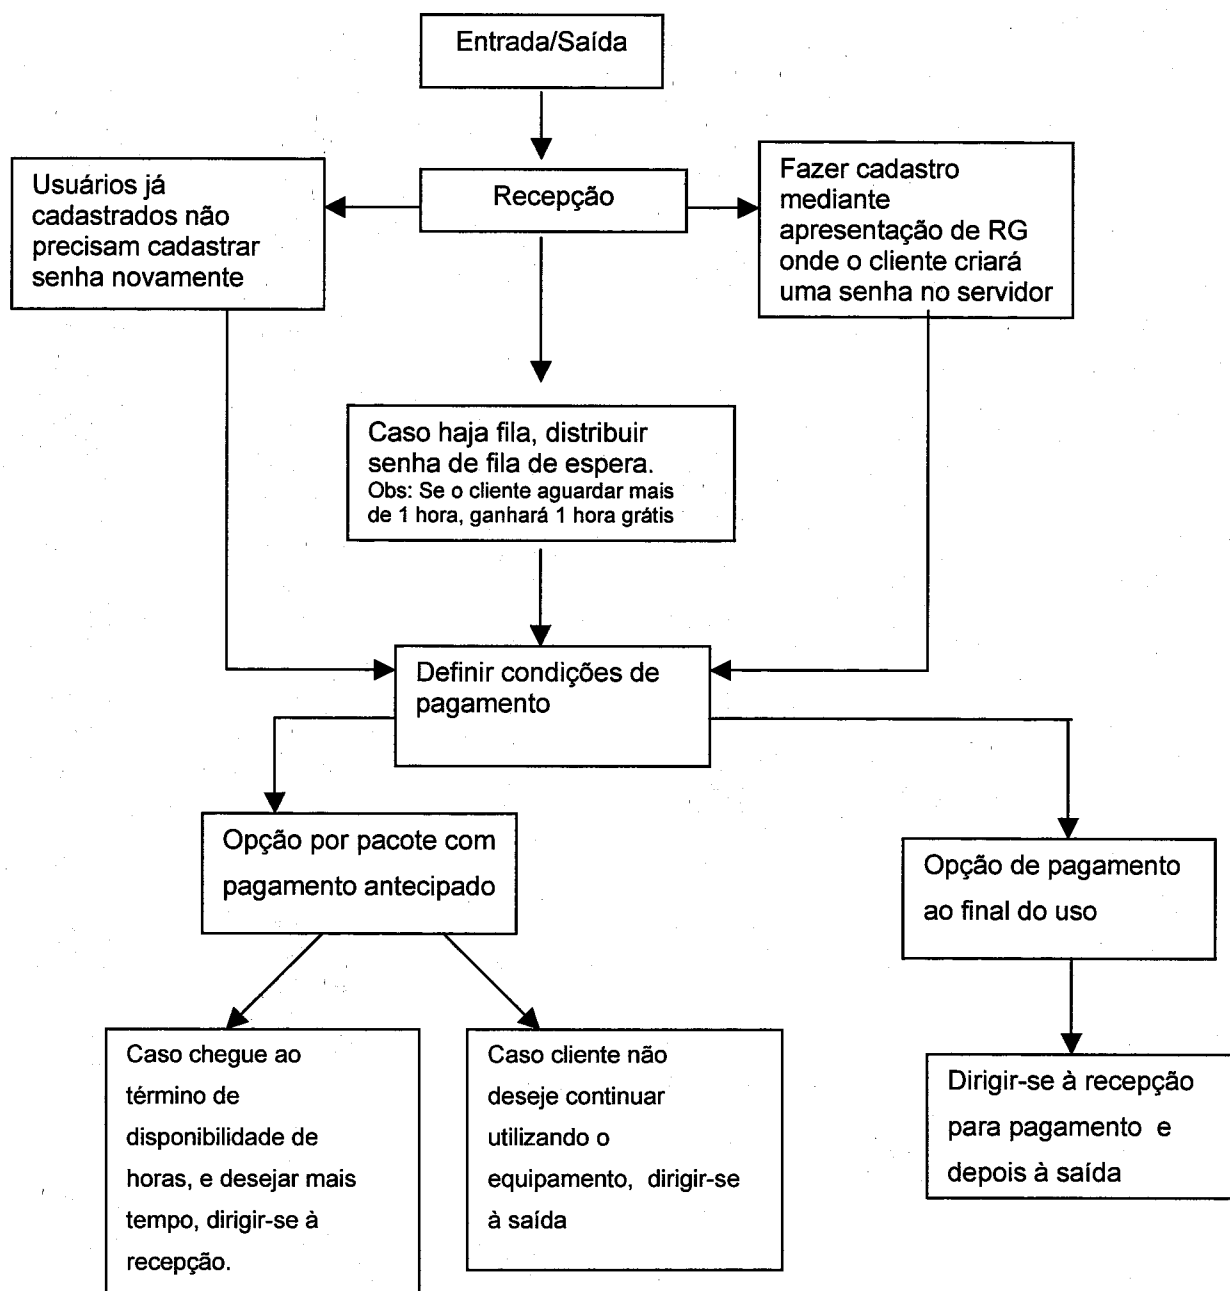 Entrada/Saída
Recepção
Usuários já
cadastrados não
precisam cadastrar
senha novamente
Fazer cadastro
mediante
apresentação de RG
onde o cliente criará
uma senha no servidor
Caso haja fila, distribuir
senha de fila de espera.
Obs: Se o cliente aguardar mais
de 1 hora, ganhará 1 hora grátis
Definir condições de
pagamento
Opção por pacote com
pagamento antecipado
Opção de pagamento
ao final do uso
Caso chegue ao
término de
disponibilidade de
horas, e desejar mais
tempo, dirigir-se à
recepção.
Caso cliente não
deseje continuar
utilizando o
equipamento, dirigir-se
à saída
Dirigir-se à recepção
para pagamento e
depois à saída